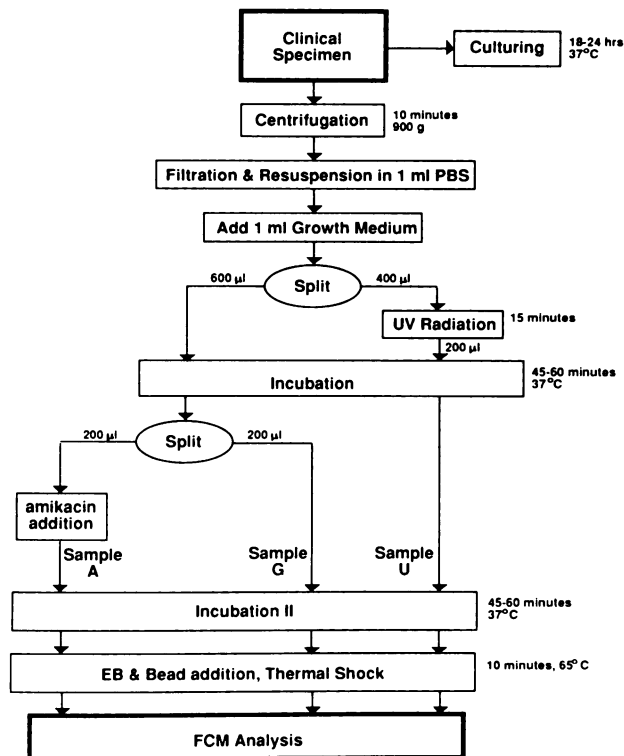 Clinical
Specimen
Culturing
18-24 hrs
37°C
Centrifugation
10 minutes
900 g
Filtration & Resuspension in 1 ml PBS
Add 1 ml Growth Medium
600 µl
Split
400 µl
UV Radiation
15 minutes
200 µl
Incubation
45-60 minutes
37°C
200 µl
Split
200 µl
amikacin
addition
Sample
A
Sample
G
Sample
U
Incubation II
45-60 minutes
37°C
EB & Bead addition, Thermal Shock
10 minutes, 65°C
FCM Analysis